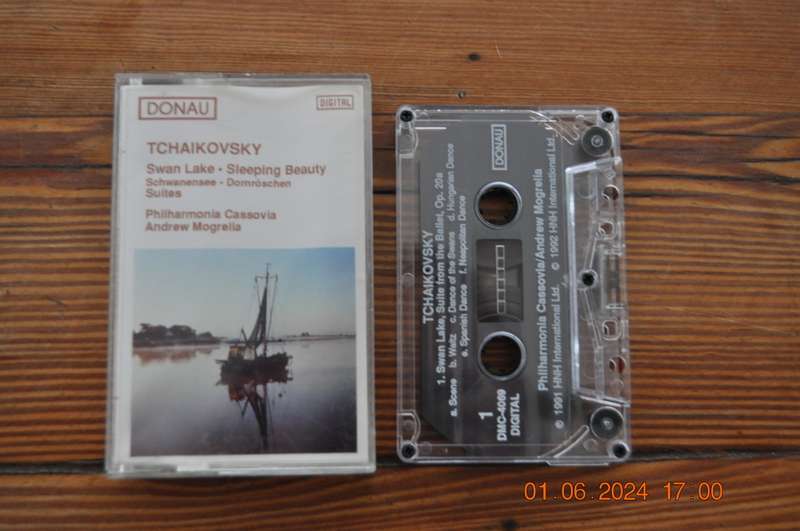 DONAU
DIGITAL
TCHAIKOVSKY
Swan Lake • Sleeping Beauty
Schwanensee - Dornröschen
Suites
Philharmonia Cassovia
Andrew Mogrelia
DONAU
TCHAIKOVSKY
1. Swan Lake, Suite from the Ballet, Op. 20a
a. Scene b. Waltz c. Dance of the Swans d. Hungarian Dance
e. Spanish Dance f. Neapolitan Dance
1
DMC-4069
DIGITAL
Philharmonia Cassovia/Andrew Mogrelia
℗ 1991 HNH International Ltd. © 1992 HNH International Ltd.
01.06.2024 17:00